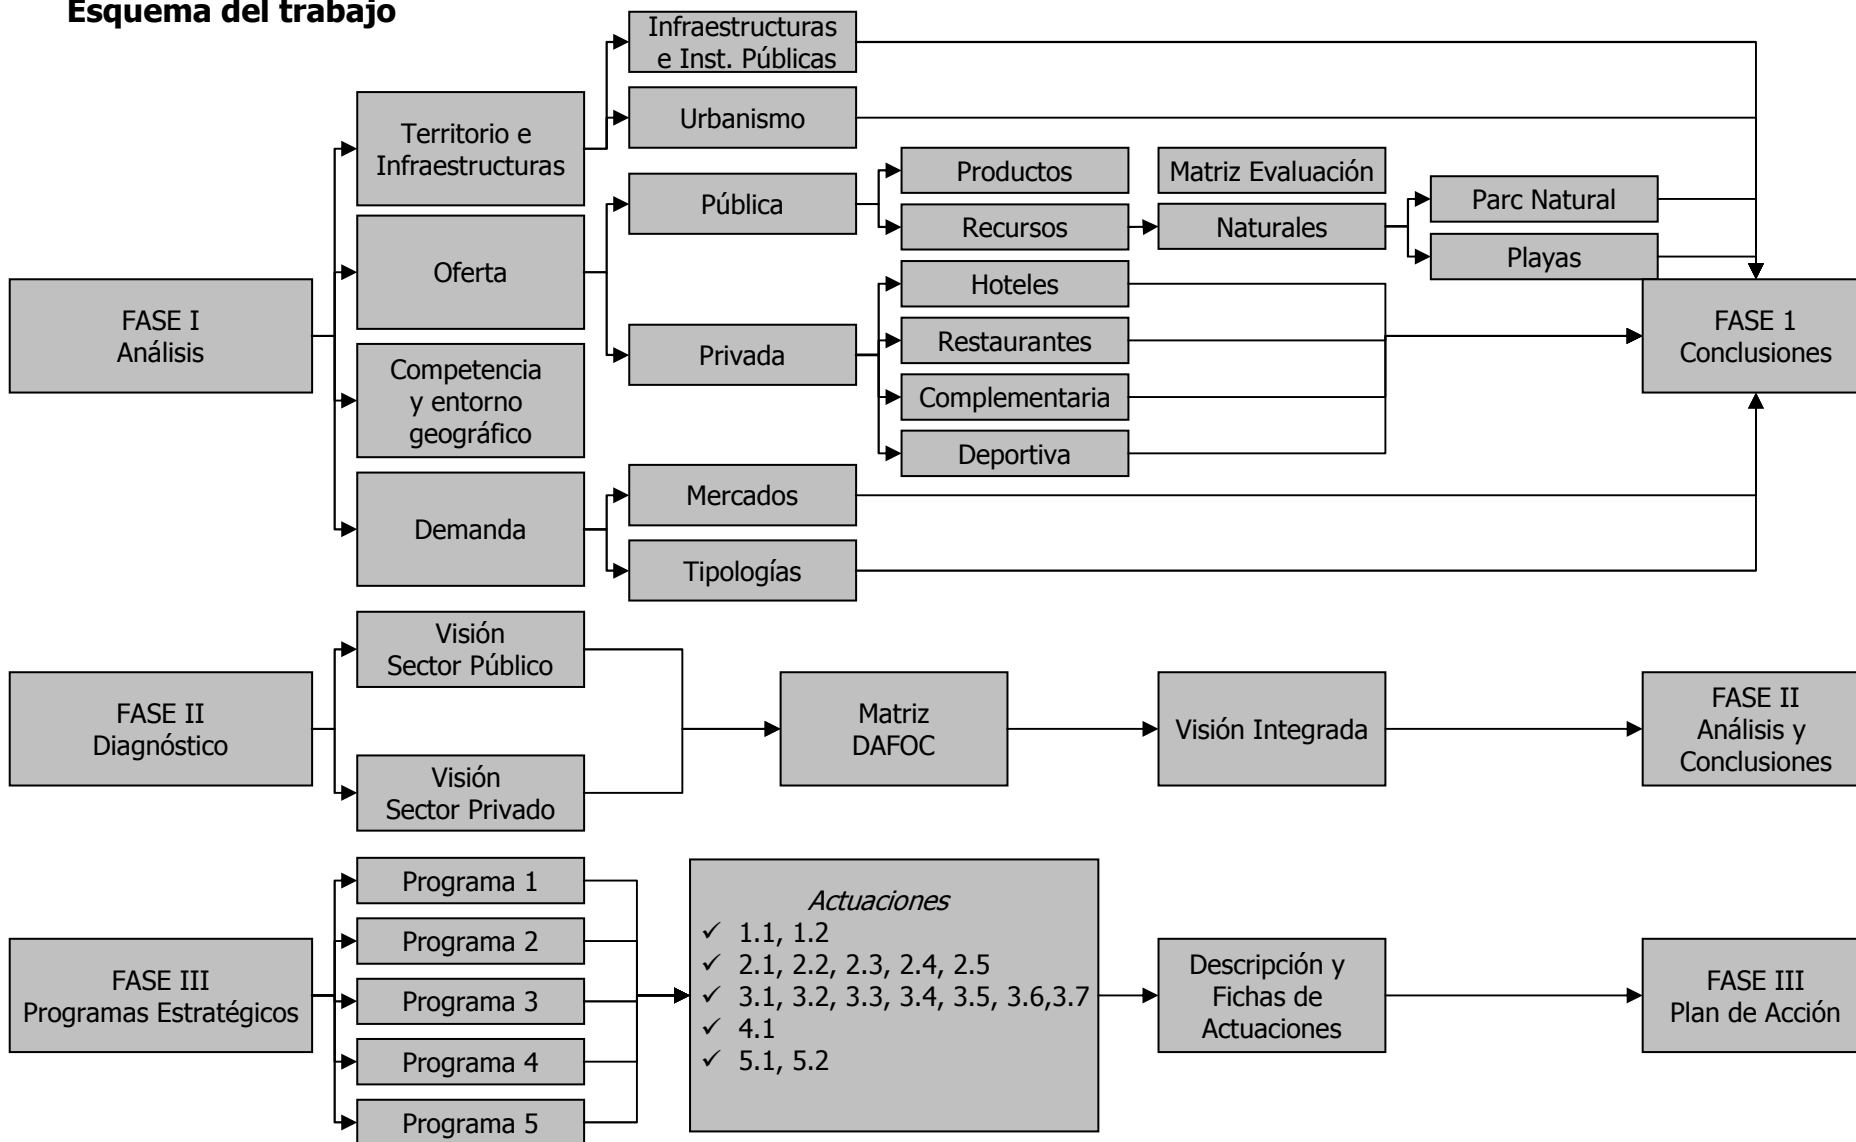 Esquema del trabajo
Infraestructuras
e Inst. Públicas
Urbanismo
Territorio e
Infraestructuras
Productos
Matriz Evaluación
Pública
Recursos
Naturales
Parc Natural
Playas
Oferta
Hoteles
FASE I
Análisis
Privada
Restaurantes
Complementaria
Deportiva
FASE 1
Conclusiones
Competencia
y entorno
geográfico
Demanda
Mercados
Tipologías
Visión
Sector Público
FASE II
Diagnóstico
Visión
Sector Privado
Matriz
DAFOC
Visión Integrada
FASE II
Análisis y
Conclusiones
Programa 1
Programa 2
FASE III
Programas Estratégicos
Programa 3
Programa 4
Programa 5
Actuaciones
✓ 1.1, 1.2
✓ 2.1, 2.2, 2.3, 2.4, 2.5
✓ 3.1, 3.2, 3.3, 3.4, 3.5, 3.6,3.7
✓ 4.1
✓ 5.1, 5.2
Descripción y
Fichas de
Actuaciones
FASE III
Plan de Acción